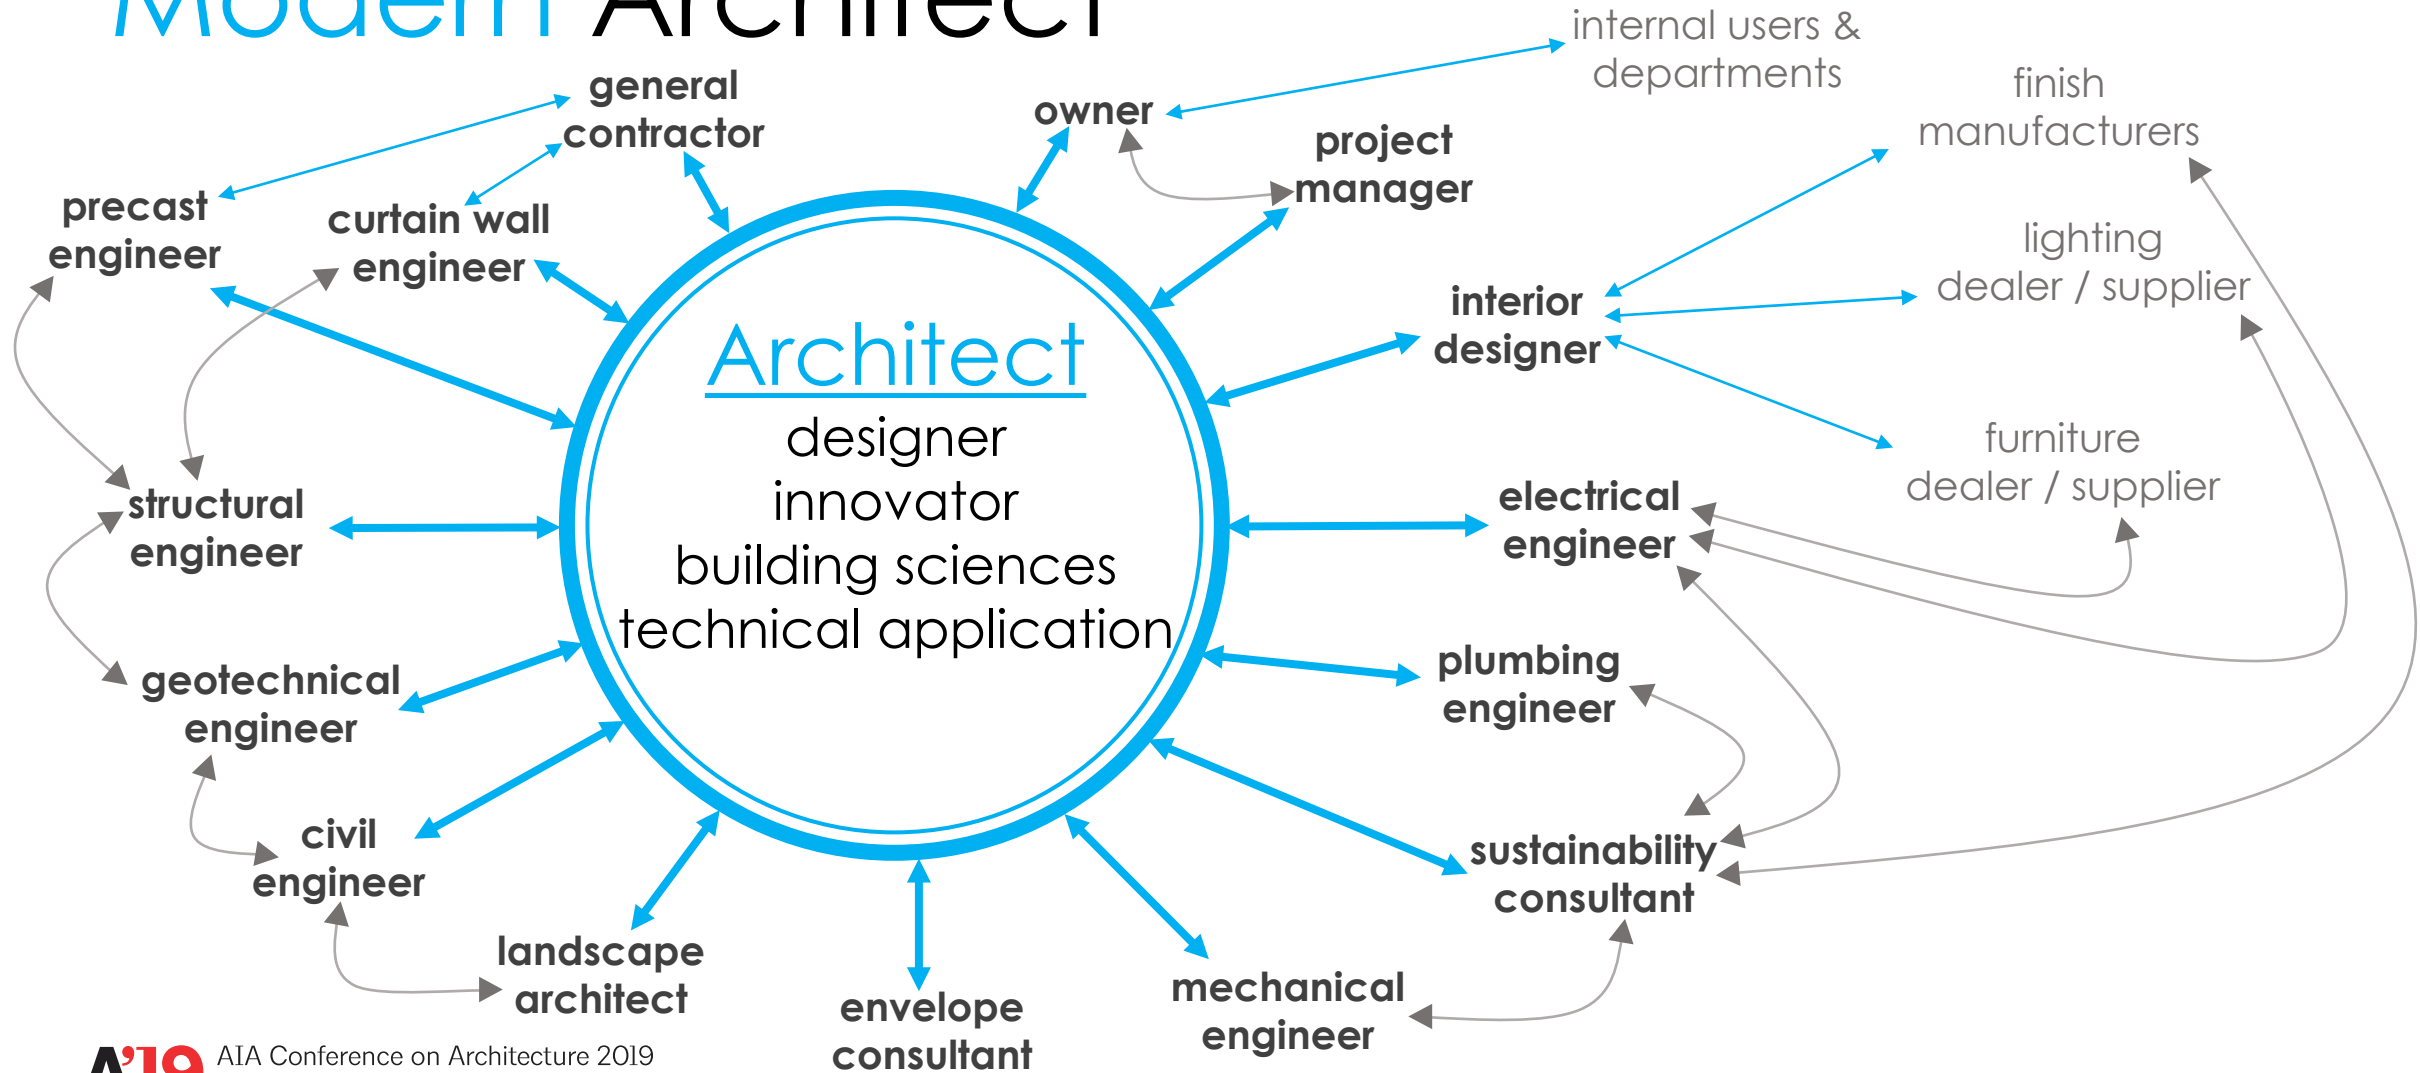 Modern Architect
internal users &
departments
finish
manufacturers
general
contractor
owner
project
manager
precast
engineer
curtain wall
engineer
lighting
dealer / supplier
interior
designer
Architect
designer
innovator
building sciences
technical application
furniture
dealer / supplier
structural
engineer
electrical
engineer
geotechnical
engineer
plumbing
engineer
civil
engineer
sustainability
consultant
landscape
architect
envelope
consultant
mechanical
engineer
A'19 AIA Conference on Architecture 2019